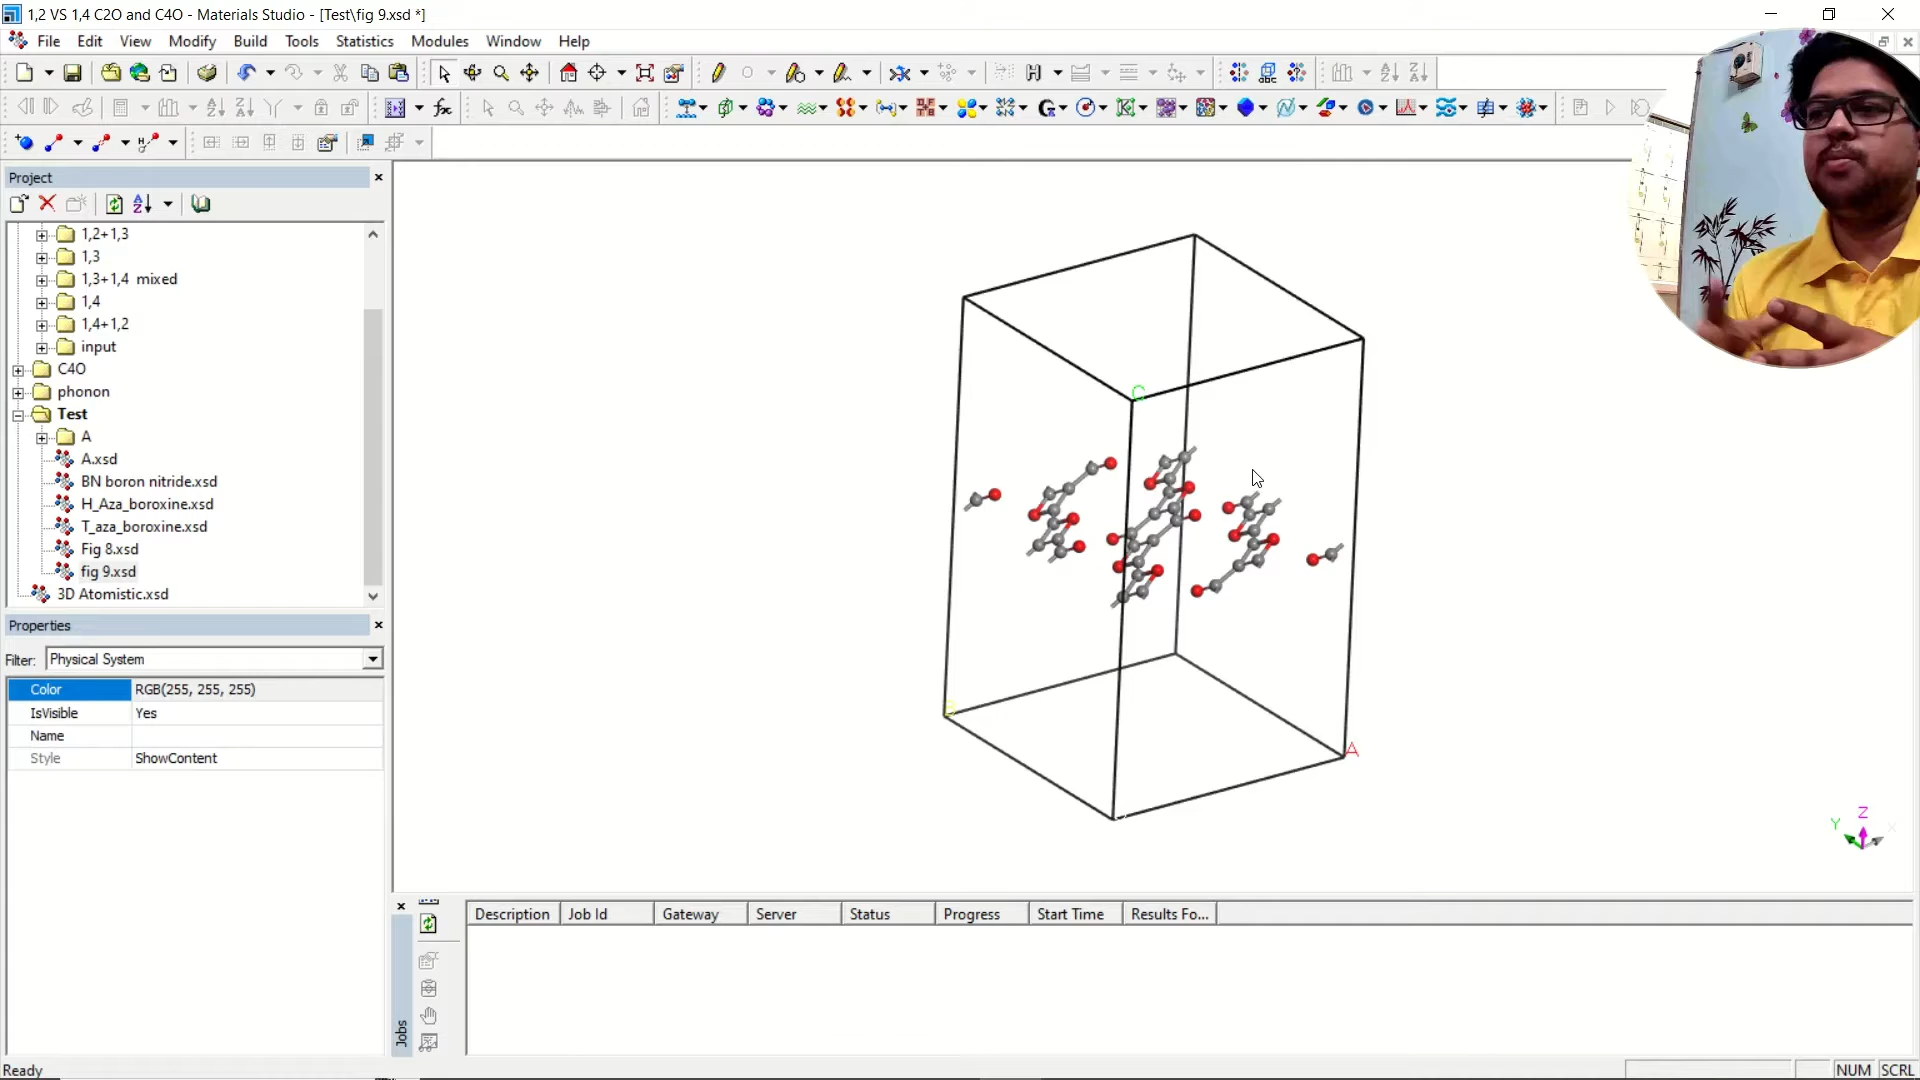 1,2 VS 1,4 C2O and C4O - Materials Studio - [Test\fig 9.xsd *]
File Edit View Modify Build Tools Statistics Modules Window Help
Project
1,2+1,3
1,3
1,3+1,4 mixed
1,4
1,4+1,2
input
C4O
phonon
Test
A
A.xsd
BN boron nitride.xsd
H_Aza_boroxine.xsd
T_aza_boroxine.xsd
Fig 8.xsd
fig 9.xsd
3D Atomistic.xsd
Properties
Filter: Physical System
Color RGB(255, 255, 255)
IsVisible Yes
Name
Style ShowContent
C
B
A
Z
Y
X
Jobs
Description Job Id Gateway Server Status Progress Start Time Results Fo...
Ready
NUM SCRL